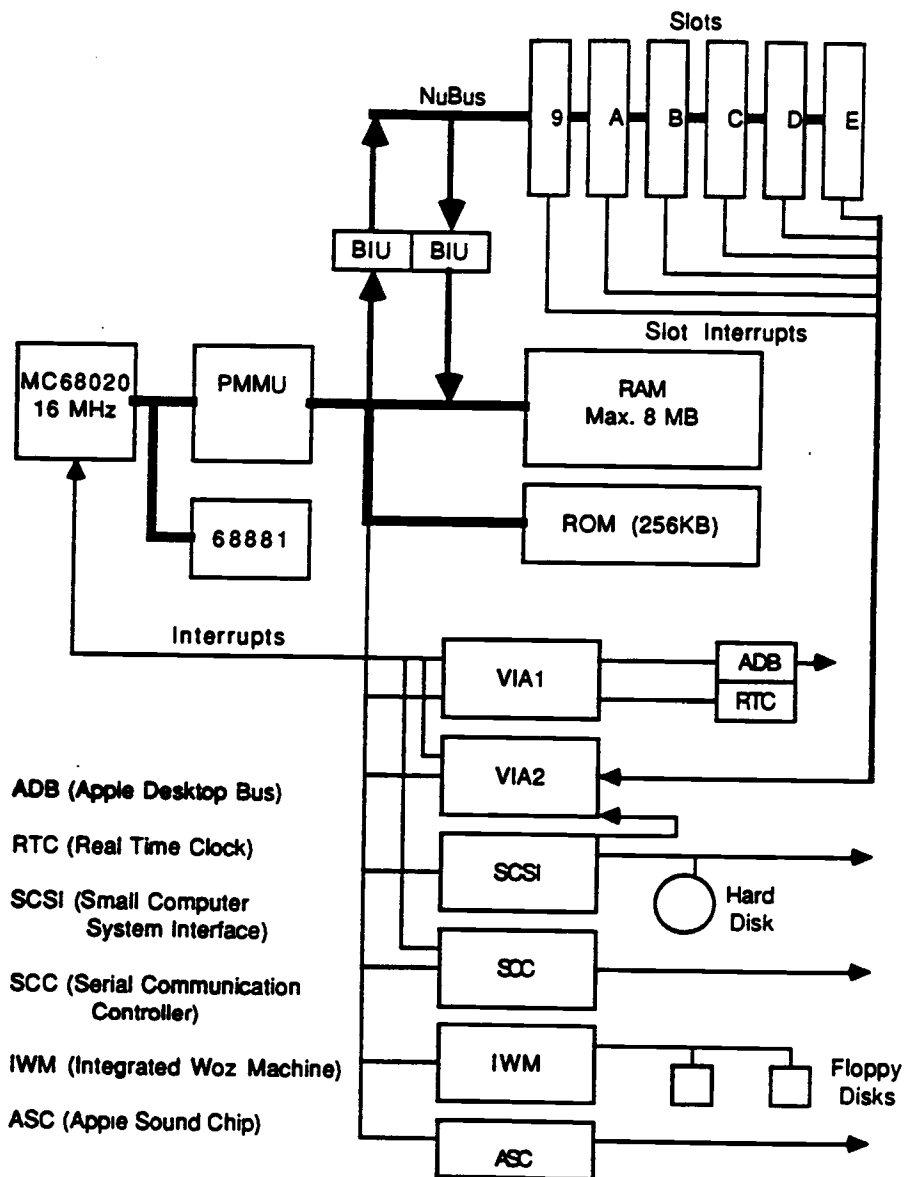 Slots
NuBus
9
A
B
C
D
E
BIU
BIU
Slot Interrupts
MC68020
16 MHz
PMMU
RAM
Max. 8 MB
68881
ROM (256KB)
Interrupts
VIA1
ADB
RTC
VIA2
ADB (Apple Desktop Bus)
RTC (Real Time Clock)
SCSI
Hard
Disk
SCSI (Small Computer
System Interface)
SCC
SCC (Serial Communication
Controller)
IWM
Floppy
Disks
IWM (Integrated Woz Machine)
ASC (Apple Sound Chip)
ASC